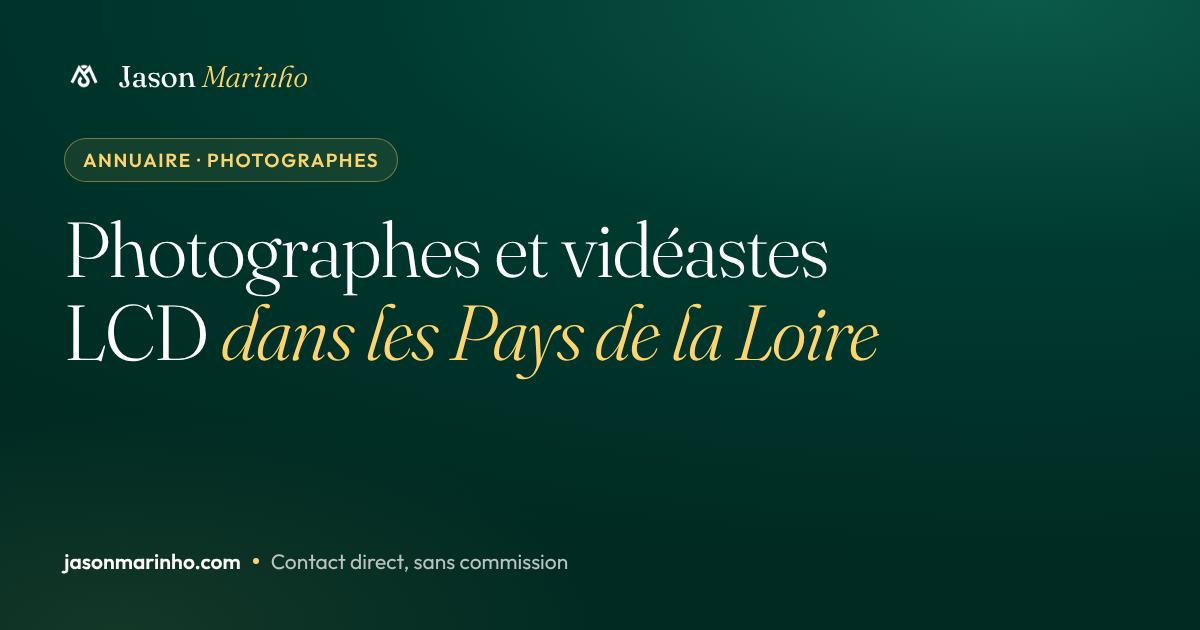 Jason Marinho
ANNUAIRE · PHOTOGRAPHES
Photographes et vidéastes
LCD dans les Pays de la Loire
jasonmarinho.com • Contact direct, sans commission